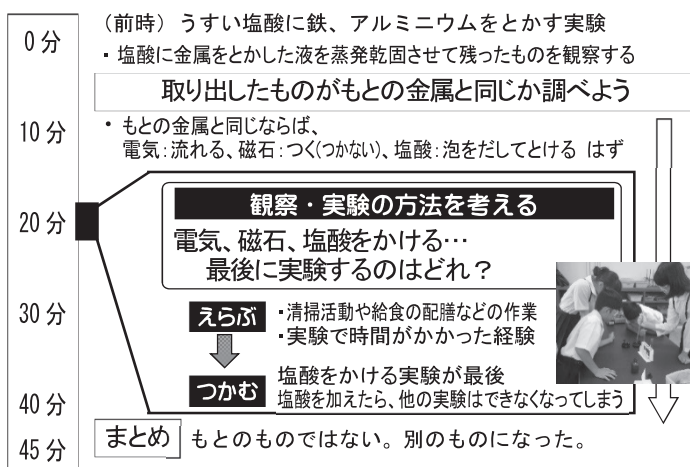 0分
(前時) うすい塩酸に鉄、アルミニウムをとかす実験
・塩酸に金属をとかした液を蒸発乾固させて残ったものを観察する
取り出したものがもとの金属と同じか調べよう
10分
・もとの金属と同じならば、
電気:流れる、磁石:つく(つかない)、塩酸:泡をだしてとける はず
20分
観察・実験の方法を考える
電気、磁石、塩酸をかける…
最後に実験するのはどれ？
30分
えらぶ
・清掃活動や給食の配膳などの作業
・実験で時間がかかった経験
つかむ
塩酸をかける実験が最後
塩酸を加えたら、他の実験はできなくなってしまう
40分
まとめ もとのものではない。別のものになった。
45分